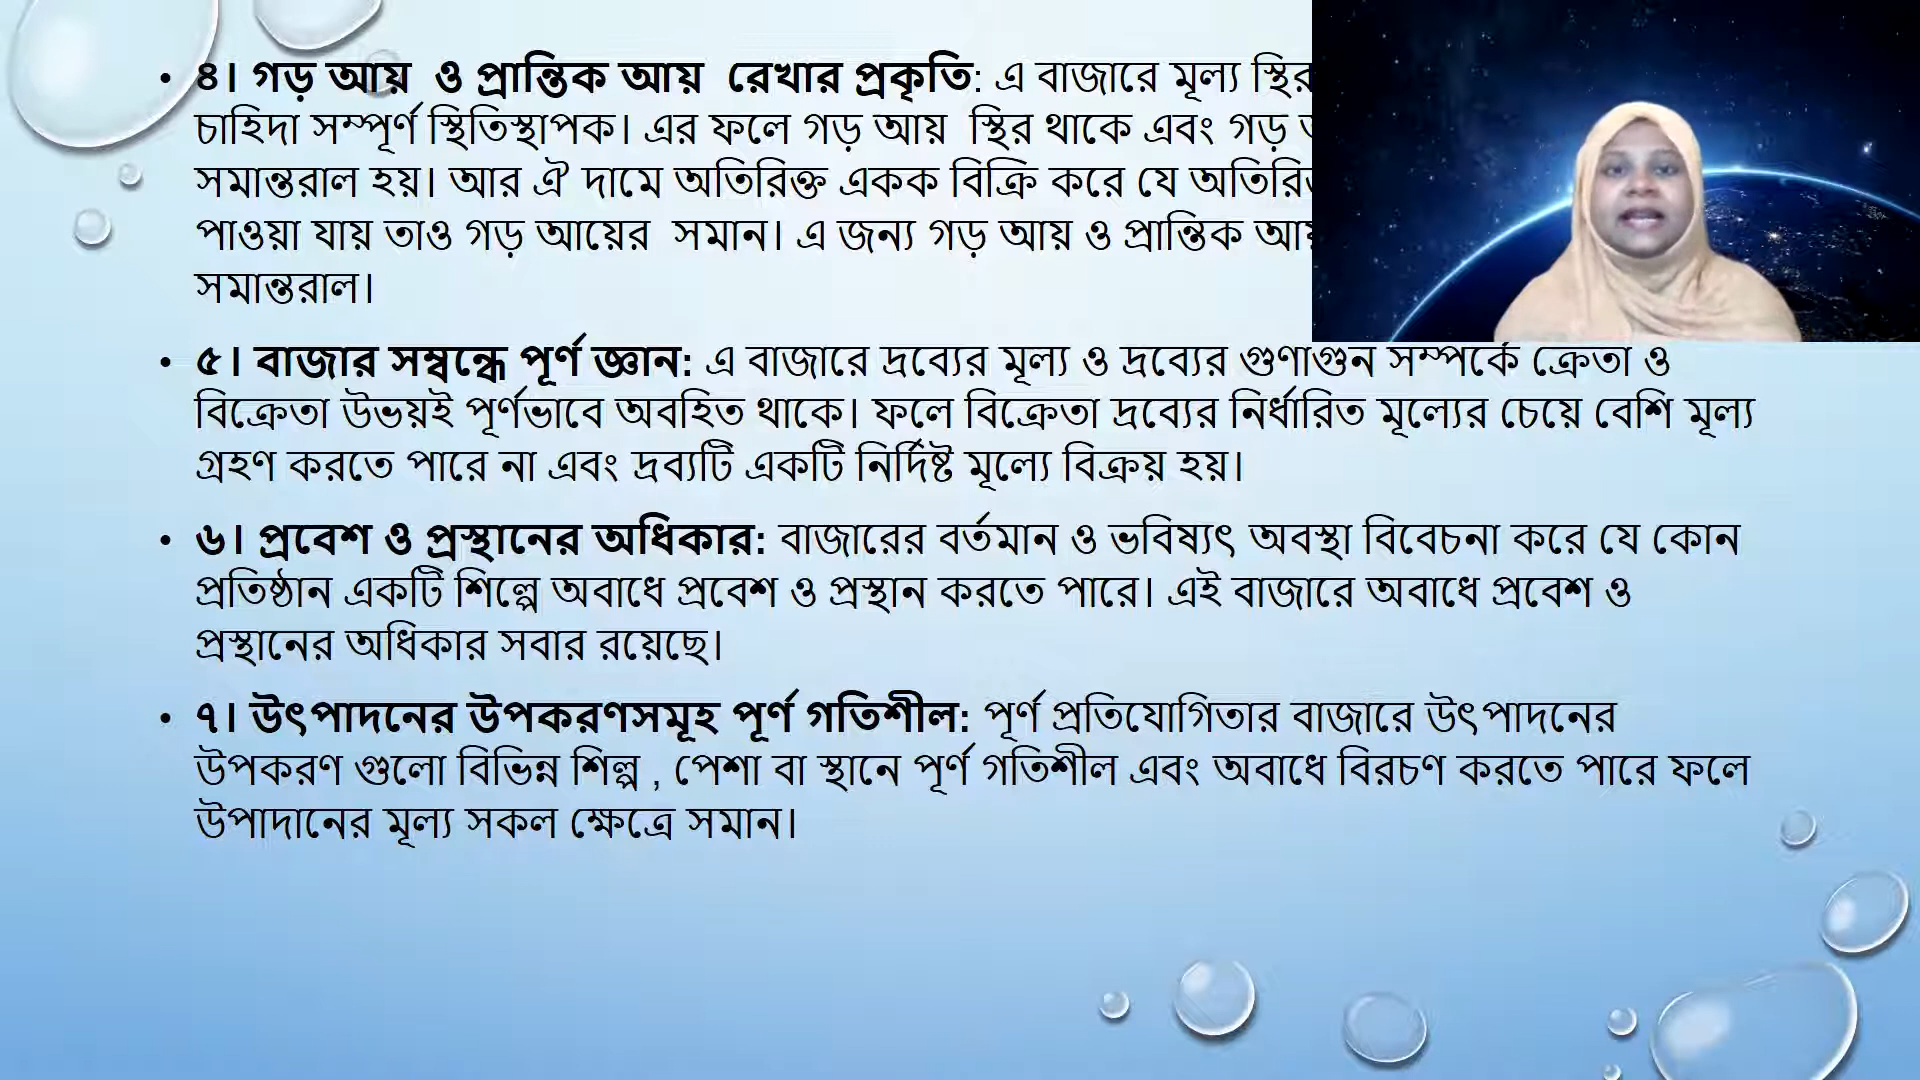 • ৪। গড় আয় ও প্রান্তিক আয় রেখার প্রকৃতি: এ বাজারে মূল্য স্থির
চাহিদা সম্পূর্ণ স্থিতিস্থাপক। এর ফলে গড় আয় স্থির থাকে এবং গড়
সমান্তরাল হয়। আর ঐ দামে অতিরিক্ত একক বিক্রি করে যে
পাওয়া যায় তাও গড় আয়ের সমান। এ জন্য গড় আয় ও প্রান্তিক
সমান্তরাল।
• ৫। বাজার সম্বন্ধে পূর্ণ জ্ঞান: এ বাজারে দ্রব্যের মূল্য ও দ্রব্যের গুণাগুন সম্পর্কে ক্রেতা ও
বিক্রেতা উভয়ই পূর্ণভাবে অবহিত থাকে। ফলে বিক্রেতা দ্রব্যের নির্ধারিত মূল্যের চেয়ে বেশি মূল্য
গ্রহণ করতে পারে না এবং দ্রব্যটি একটি নির্দিষ্ট মূল্যে বিক্রয় হয়।
• ৬। প্রবেশ ও প্রস্থানের অধিকার: বাজারের বর্তমান ও ভবিষ্যৎ অবস্থা বিবেচনা করে যে কোন
প্রতিষ্ঠান একটি শিল্পে অবাধে প্রবেশ ও প্রস্থান করতে পারে। এই বাজারে অবাধে প্রবেশ ও
প্রস্থানের অধিকার সবার রয়েছে।
• ৭। উৎপাদনের উপকরণসমূহ পূর্ণ গতিশীল: পূর্ণ প্রতিযোগিতার বাজারে উৎপাদনের
উপকরণ গুলো বিভিন্ন শিল্প , পেশা বা স্থানে পূর্ণ গতিশীল এবং অবাধে বিরচণ করতে পারে ফলে
উপাদানের মূল্য সকল ক্ষেত্রে সমান।